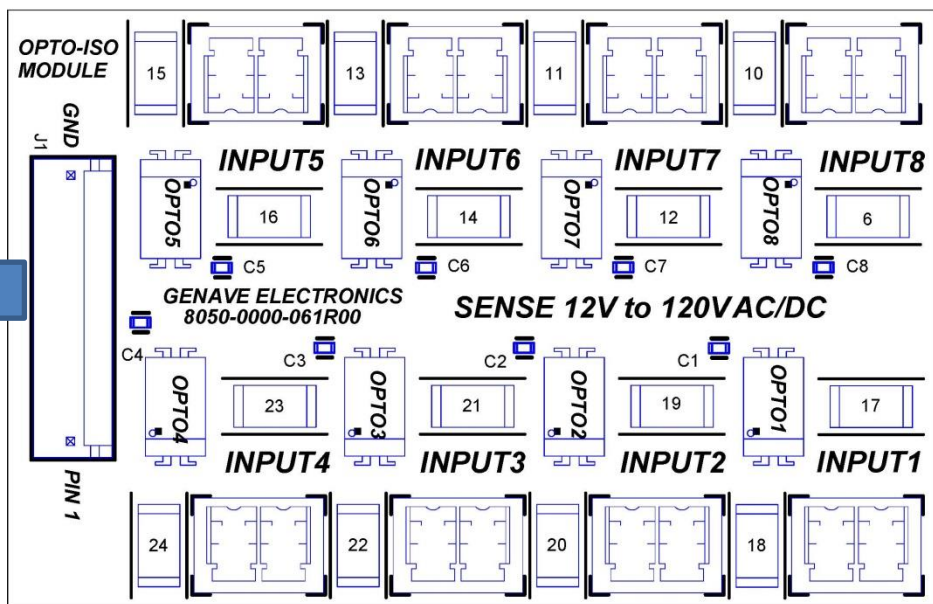 OPTO-ISO
MODULE
15
13
11
10
GND
J1
INPUT5
INPUT6
INPUT7
INPUT8
OPTO5
16
OPTO6
14
OPTO7
12
OPTO8
6
C5
C6
C7
C8
GENAVE ELECTRONICS
8050-0000-061R00
SENSE 12V to 120VAC/DC
C4
C3
C2
C1
OPTO4
23
OPTO3
21
OPTO2
19
OPTO1
17
INPUT4
INPUT3
INPUT2
INPUT1
PIN 1
24
22
20
18